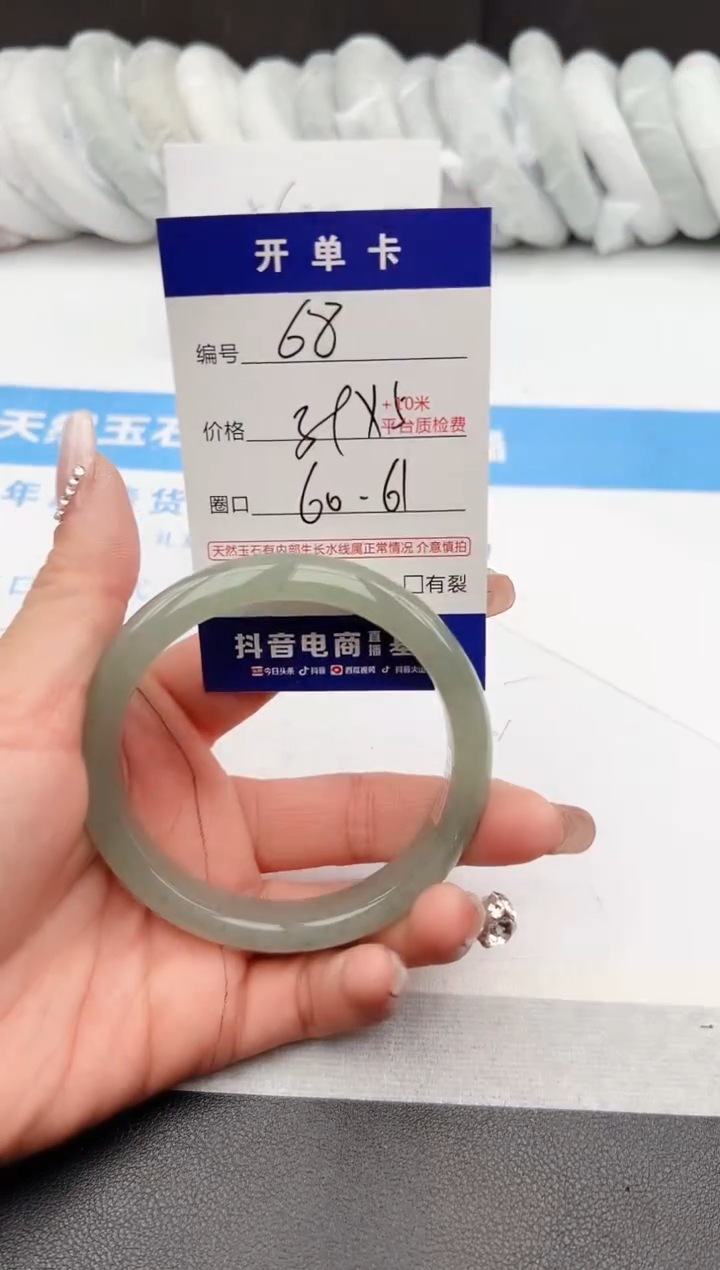 开单卡
编号 68
价格 +10米
平台质检费
圈口 60-61
天然玉石有内部生长水线属正常情况 介意慎拍
□有裂
抖音电商直播基
今日头条 抖音 西瓜视频 抖音火山
天然玉石